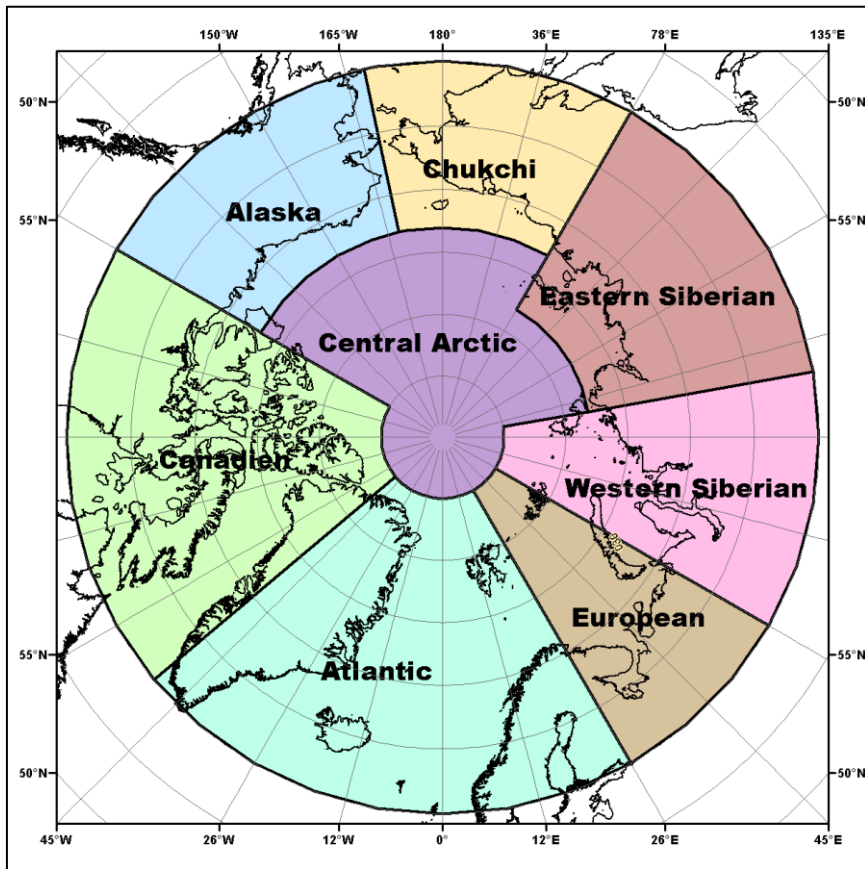 150°W 165°W 180° 36°E 78°E 135°E
50°N 50°N
Chukchi
Alaska
55°N 55°N
Eastern Siberian
Central Arctic
Canadien
Western Siberian
European
55°N 55°N
Atlantic
50°N 50°N
45°W 26°W 12°W 0° 12°E 26°E 45°E